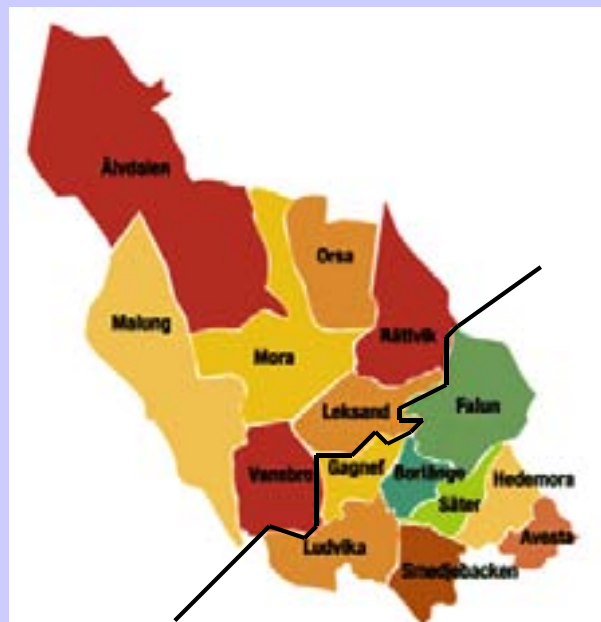 Älvdalen
Orsa
Malung
Rättvik
Mora
Leksand
Falun
Vansbro
Gagnef
Borlänge
Hedemora
Säter
Avesta
Ludvika
Smedjebacken